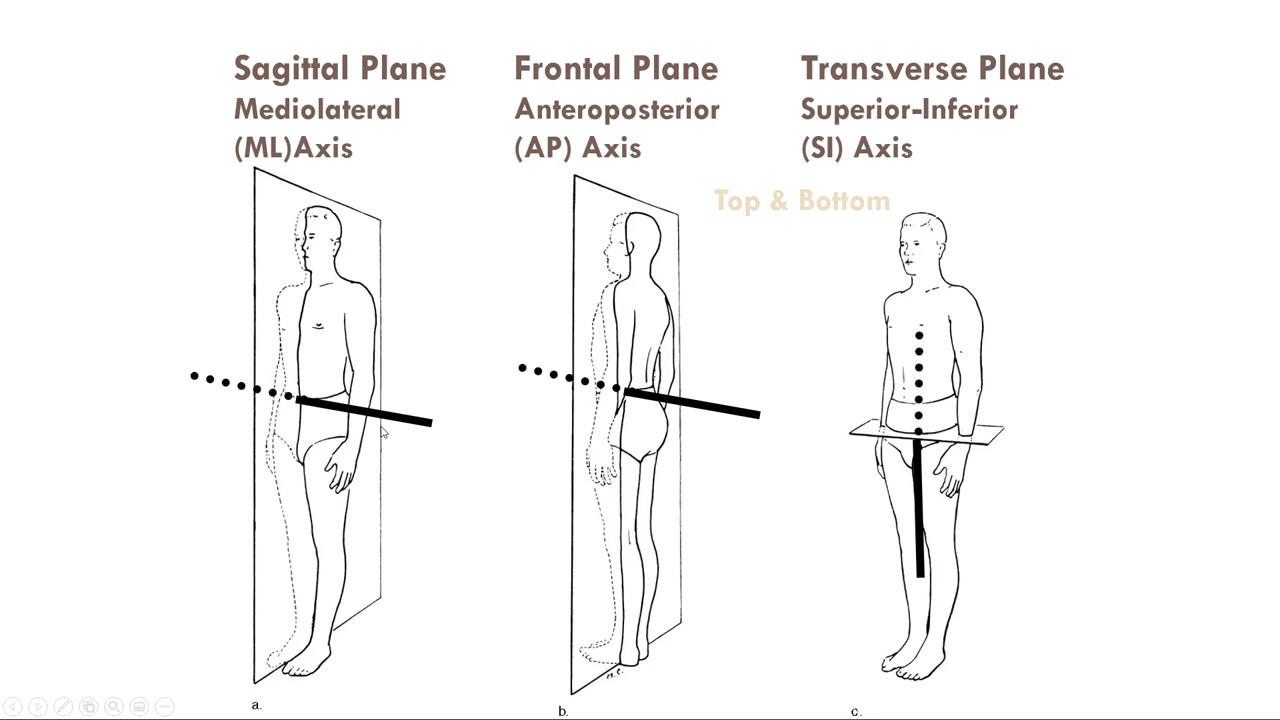 Sagittal Plane
Mediolateral
(ML)Axis
Frontal Plane
Anteroposterior
(AP) Axis
Transverse Plane
Superior-Inferior
(SI) Axis
Top & Bottom
a.
b.
c.